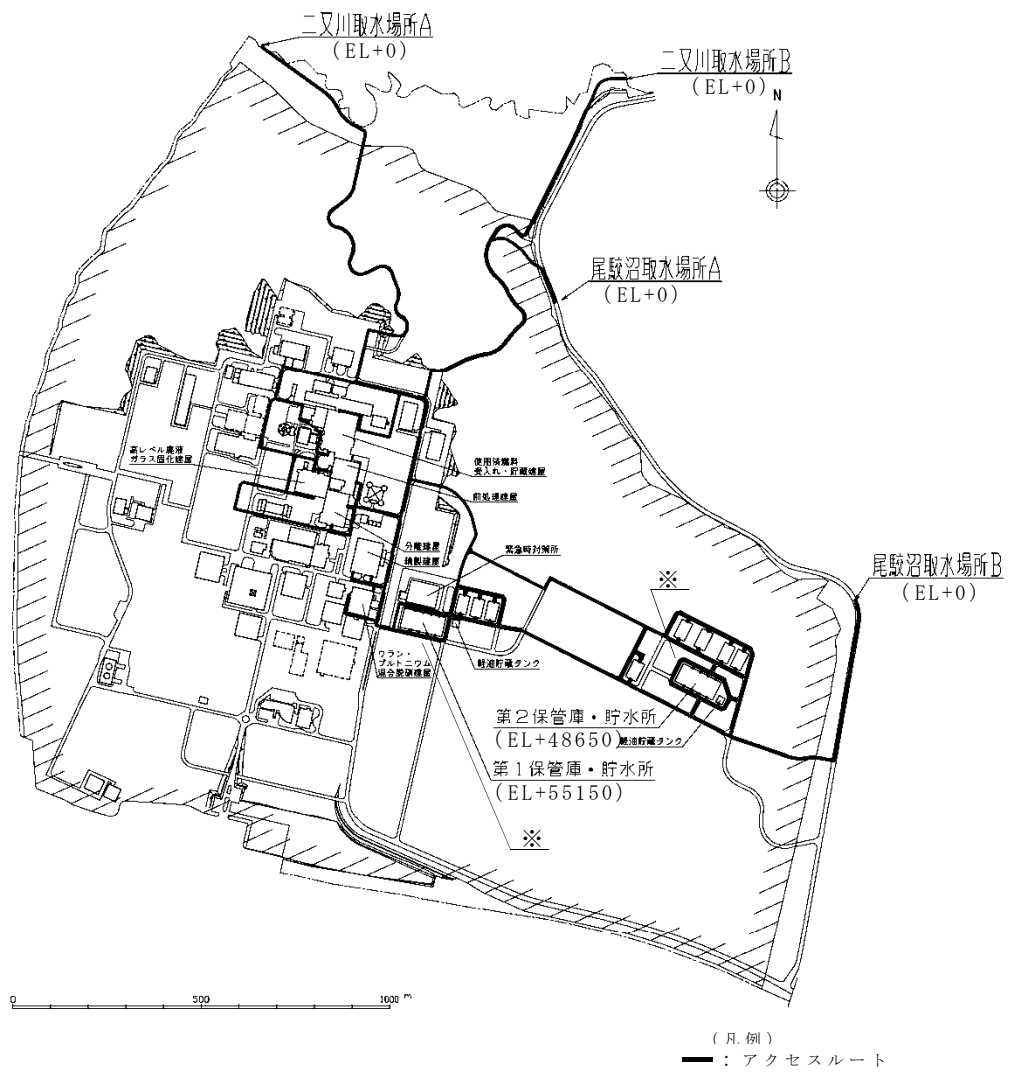 二又川取水場所A
(EL+0)
二又川取水場所B
(EL+0)
N
尾駮沼取水場所A
(EL+0)
高レベル廃液
ガラス固化建屋
使用済燃料
受入れ・貯蔵建屋
前処理建屋
分離建屋
精製建屋
緊急時対策所
※
尾駮沼取水場所B
(EL+0)
ウラン・
プルトニウム
混合脱硝建屋
軽油貯蔵タンク
第2保管庫・貯水所
(EL+48650)
軽油貯蔵タンク
第1保管庫・貯水所
(EL+55150)
※
0 500 1000 m
(凡例)
：アクセスルート